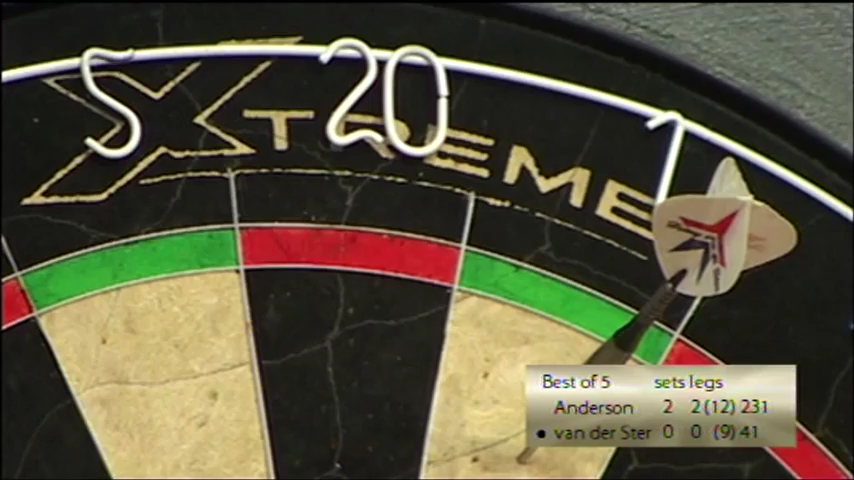 5 20 1
XTREME
Best of 5 sets legs
Anderson 2 2 (12) 231
• van der Ster 0 0 (9) 41